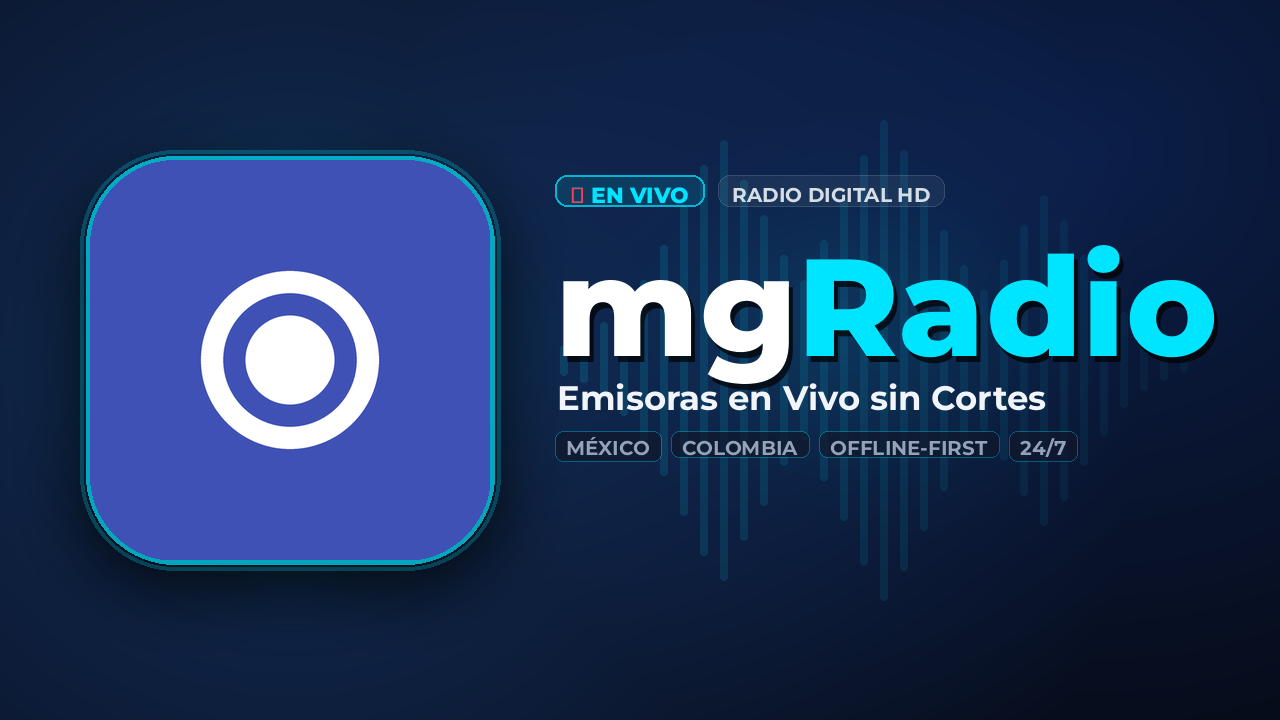 EN VIVO RADIO DIGITAL HD
mgRadio
Emisoras en Vivo sin Cortes
MÉXICO COLOMBIA OFFLINE-FIRST 24/7